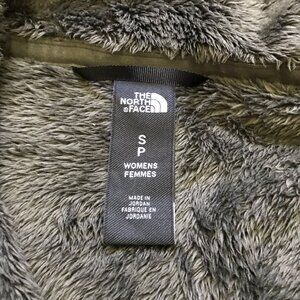 THE
NORTH
FACE
S
P
WOMENS
FEMMES
MADE IN
JORDAN
FABRIQUÉ EN
JORDANIE